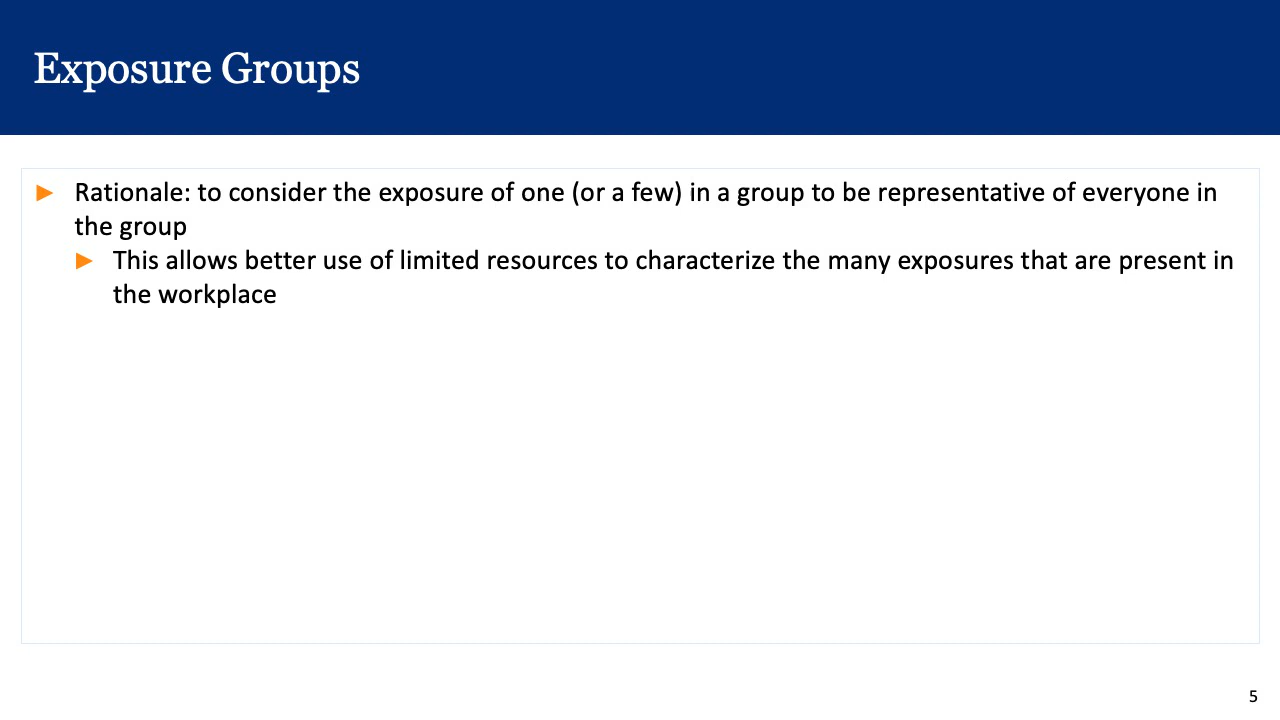 Exposure Groups
Rationale: to consider the exposure of one (or a few) in a group to be representative of everyone in
the group
This allows better use of limited resources to characterize the many exposures that are present in
the workplace
5